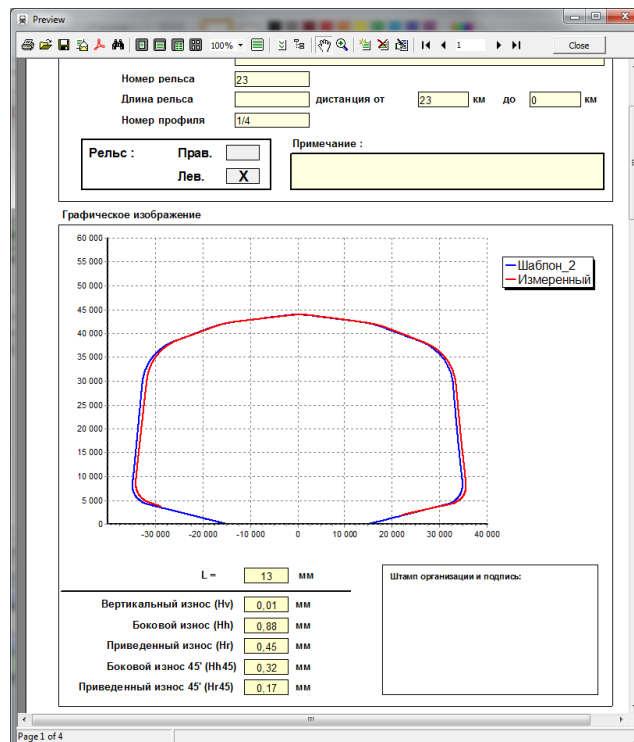 Preview
100%
1
Close
Номер рельса 23
Длина рельса дистанция от 23 км до 0 км
Номер профиля 1/4
Рельс : Прав.
Лев. X
Примечание :
Графическое изображение
60 000
55 000
50 000
45 000
40 000
35 000
30 000
25 000
20 000
15 000
10 000
5 000
0
-30 000 -20 000 -10 000 0 10 000 20 000 30 000 40 000
Шаблон_2
Измеренный
L = 13 мм
Вертикальный износ (Hv) 0,01 мм
Боковой износ (Hh) 0,88 мм
Приведенный износ (Hr) 0,45 мм
Боковой износ 45' (Hh45) 0,32 мм
Приведенный износ 45' (Hr45) 0,17 мм
Штамп организации и подпись:
Page 1 of 4